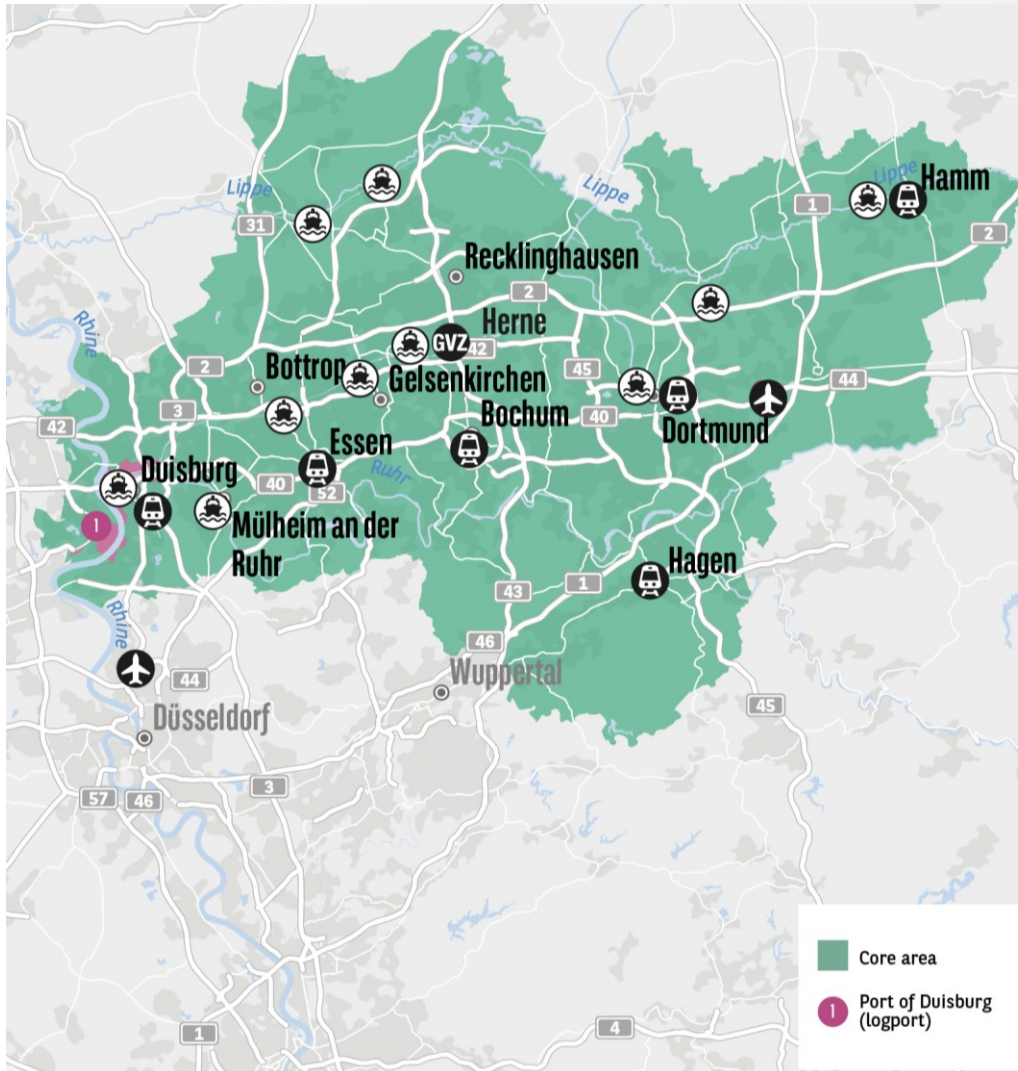 Lippe
Lippe
Lippe
Hamm
1
31
2
Recklinghausen
2
Rhine
Herne
GVZ
42
2
Bottrop
Gelsenkirchen
45
44
3
Bochum
40
42
Dortmund
Essen
Duisburg
Ruhr
40
52
1
Mülheim an der
Ruhr
Hagen
1
43
Rhine
46
Wuppertal
44
45
Düsseldorf
3
57
46
Core area
1
Port of Duisburg
(logport)
1
4